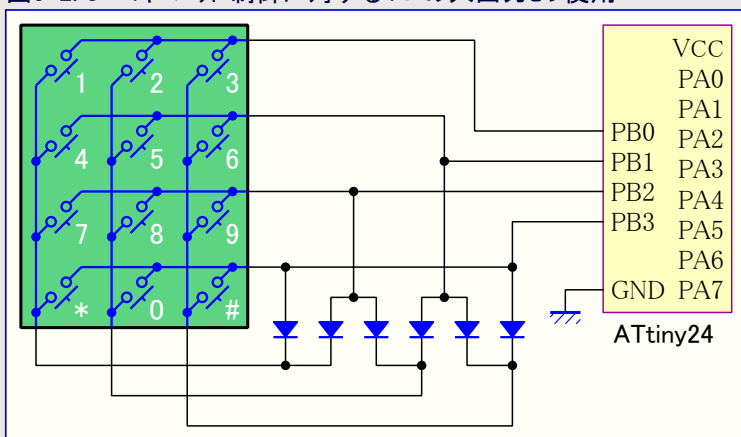 1 2 3
4 5 6
7 8 9
* 0 #
VCC
PA0
PA1
PB0 PA2
PB1 PA3
PB2 PA4
PB3 PA5
PA6
GND PA7
ATtiny24